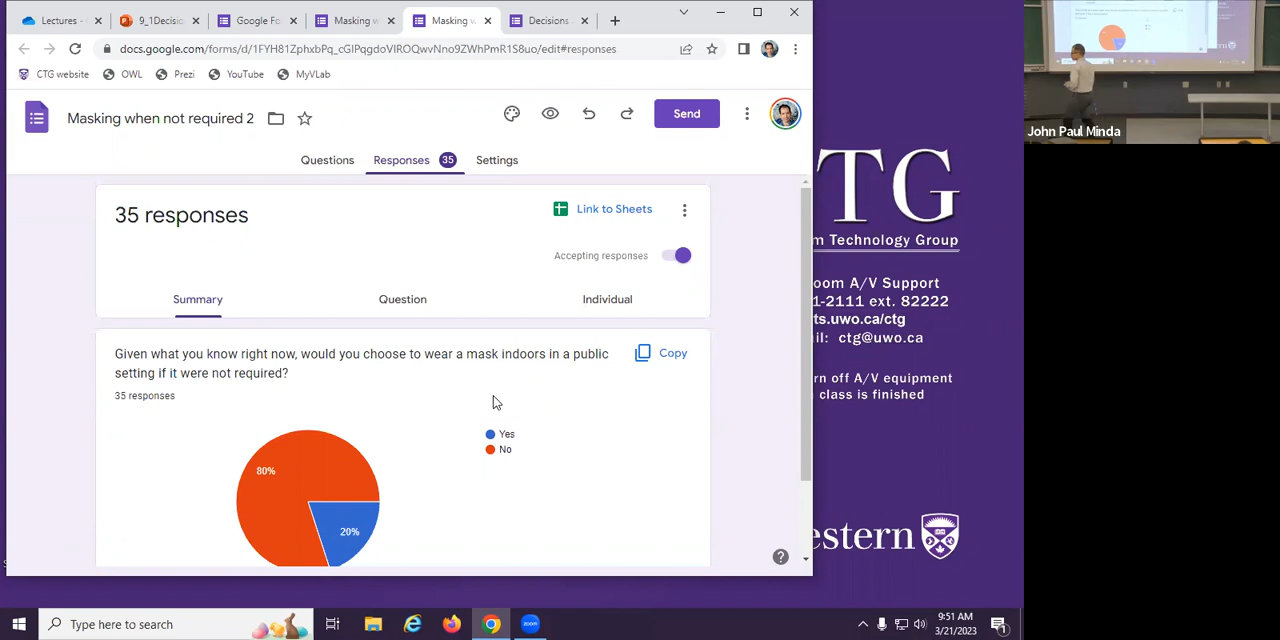 Lectures -
9_1Decisio
Google Fo
Masking w
Masking w
Decisions
docs.google.com/forms/d/1FYH81ZphxbPq_cGIPqgdoVIROQwvNno9ZWhPmR1S8uo/edit#responses
CTG website
OWL
Prezi
YouTube
MyVLab
Masking when not required 2
Send
Questions
Responses 35
Settings
35 responses
Link to Sheets
Accepting responses
Summary
Question
Individual
Given what you know right now, would you choose to wear a mask indoors in a public
setting if it were not required?
Copy
35 responses
Yes
No
80%
20%
TG
m Technology Group
oom A/V Support
1-2111 ext. 82222
ts.uwo.ca/ctg
il: ctg@uwo.ca
rn off A/V equipment
class is finished
estern
John Paul Minda
Type here to search
zoom
9:51 AM
3/21/2023
1